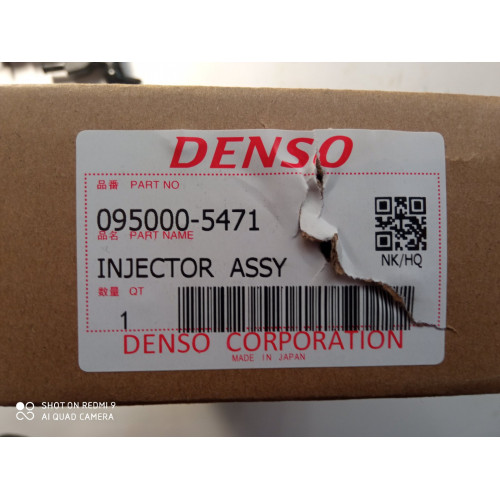 DENSO
品番 PART NO
095000-5471
品名 PART NAME
INJECTOR ASSY
NK/HQ
数量 QT
1
DENSO CORPORATION
MADE IN JAPAN
SHOT ON REDMI 9
AI QUAD CAMERA